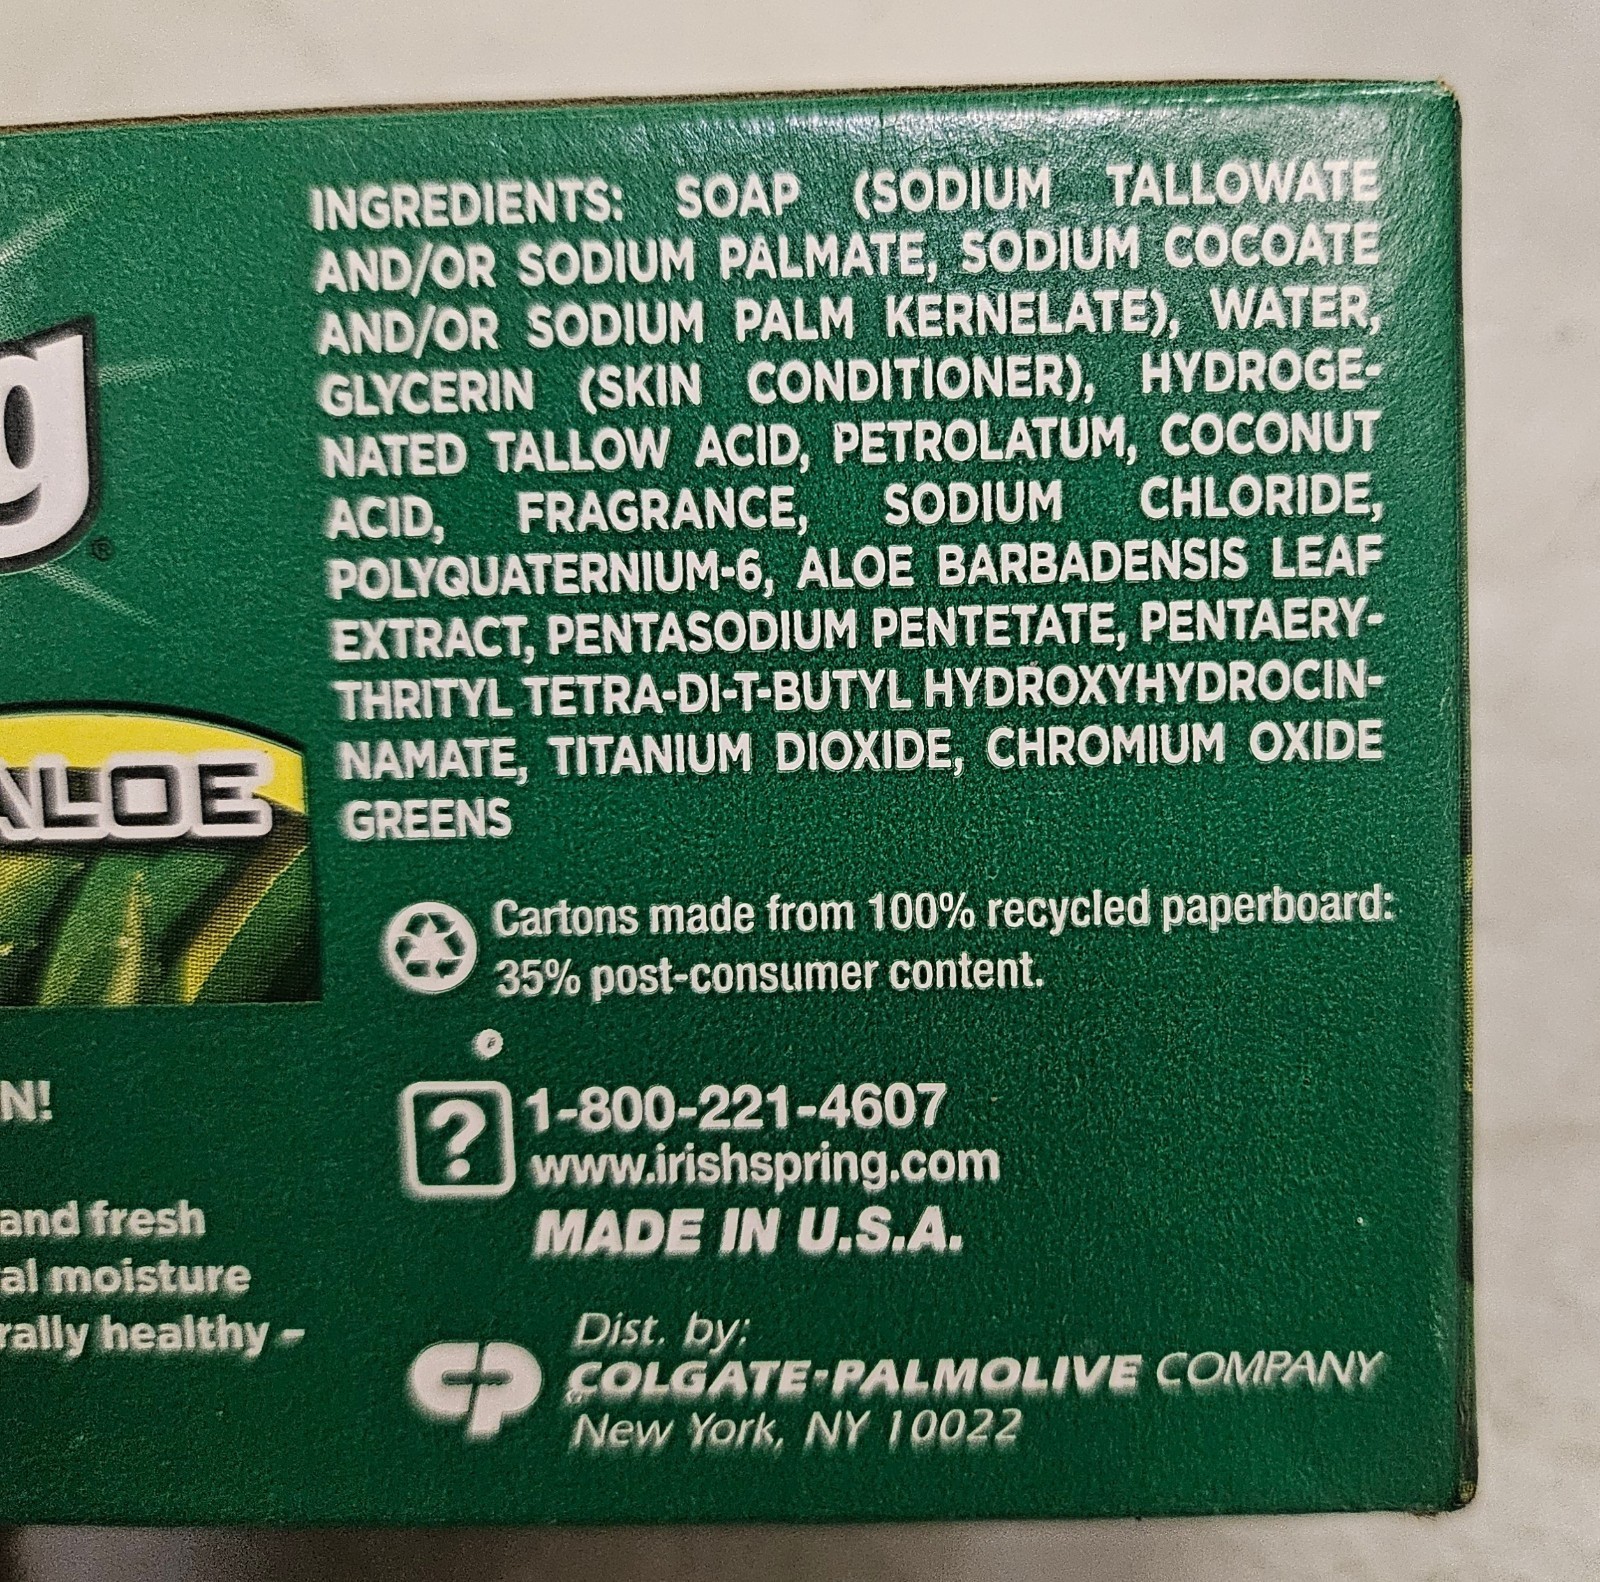 g®
ALOE
N!
and fresh
al moisture
rally healthy –
INGREDIENTS: SOAP (SODIUM TALLOWATE
AND/OR SODIUM PALMATE, SODIUM COCOATE
AND/OR SODIUM PALM KERNELATE), WATER,
GLYCERIN (SKIN CONDITIONER), HYDROGE-
NATED TALLOW ACID, PETROLATUM, COCONUT
ACID, FRAGRANCE, SODIUM CHLORIDE,
POLYQUATERNIUM-6, ALOE BARBADENSIS LEAF
EXTRACT, PENTASODIUM PENTETATE, PENTAERY-
THRITYL TETRA-DI-T-BUTYL HYDROXYHYDROCIN-
NAMATE, TITANIUM DIOXIDE, CHROMIUM OXIDE
GREENS
Cartons made from 100% recycled paperboard:
35% post-consumer content.
?
1-800-221-4607
www.irishspring.com
MADE IN U.S.A.
CP
Dist. by:
COLGATE-PALMOLIVE COMPANY
New York, NY 10022